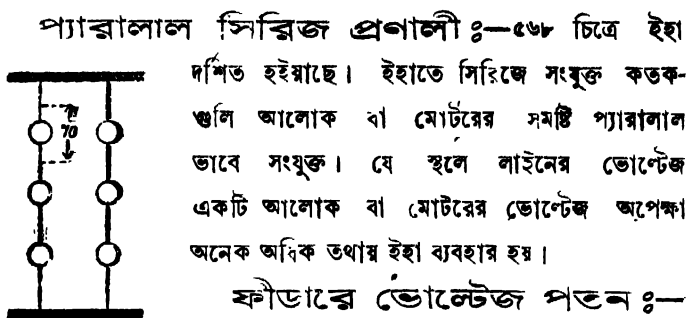 প্যারালাল সিরিজ প্রণালী ঃ—৫৬৮ চিত্রে ইহা
দর্শিত হইয়াছে। ইহাতে সিরিজে সংযুক্ত কতক-
গুলি আলোক বা মোটরের সমষ্টি প্যারালাল
ভাবে সংযুক্ত। যে স্থলে লাইনের ভোল্টেজ
একটি আলোক বা মোটরের ভোল্টেজ অপেক্ষা
অনেক অধিক তথায় ইহা ব্যবহার হয়।
ফীডারে ভোল্টেজ পতন ঃ—